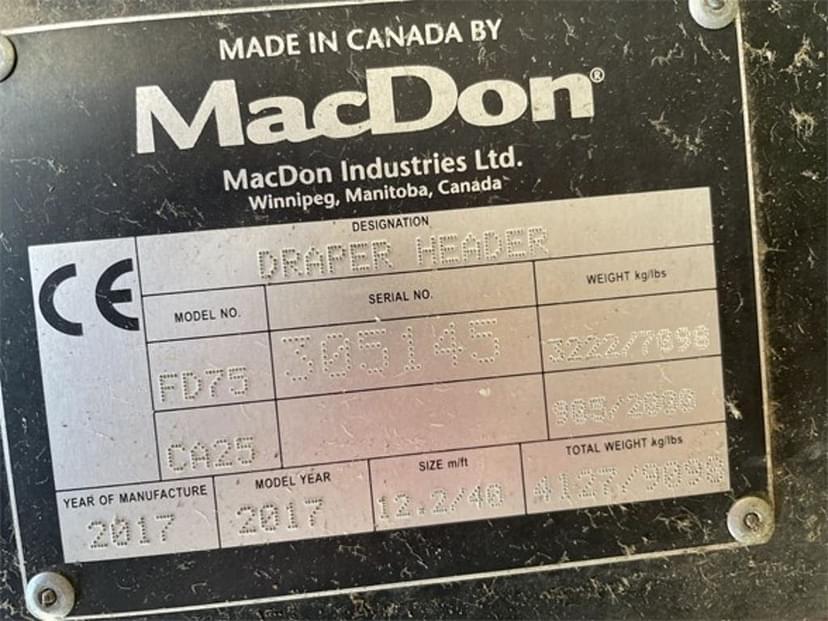 MADE IN CANADA BY
MacDon®
MacDon Industries Ltd.
Winnipeg, Manitoba, Canada
CE
DESIGNATION
DRAPER HEADER
MODEL NO. SERIAL NO. WEIGHT kg/lbs
FD75 305145 3222/7098
CA25 905/2000
YEAR OF MANUFACTURE MODEL YEAR SIZE m/ft TOTAL WEIGHT kg/lbs
2017 2017 12.2/40 4127/9098